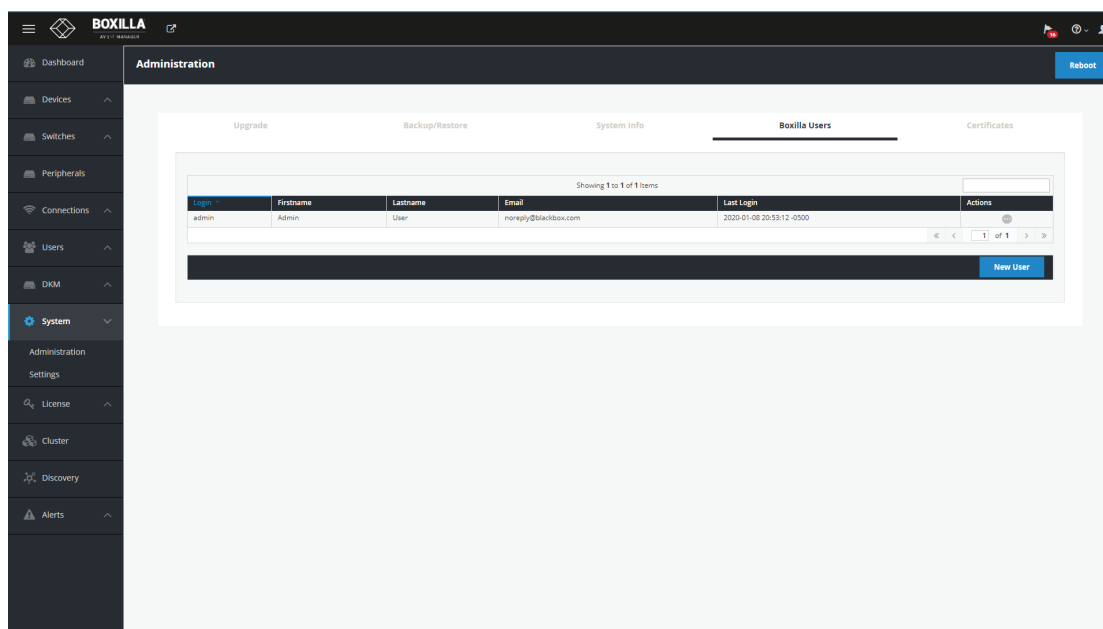 BOXILLA
AV | IT MANAGER
16
Dashboard
Administration
Reboot
Devices
Switches
Peripherals
Connections
Users
DKM
System
Administration
Settings
License
Cluster
Discovery
Alerts
Upgrade Backup/Restore System Info Boxilla Users Certificates
Showing 1 to 1 of 1 Items
Login Firstname Lastname Email Last Login Actions
admin Admin User noreply@blackbox.com 2020-01-08 20:53:12 -0500
« < 1 of 1 > »
New User